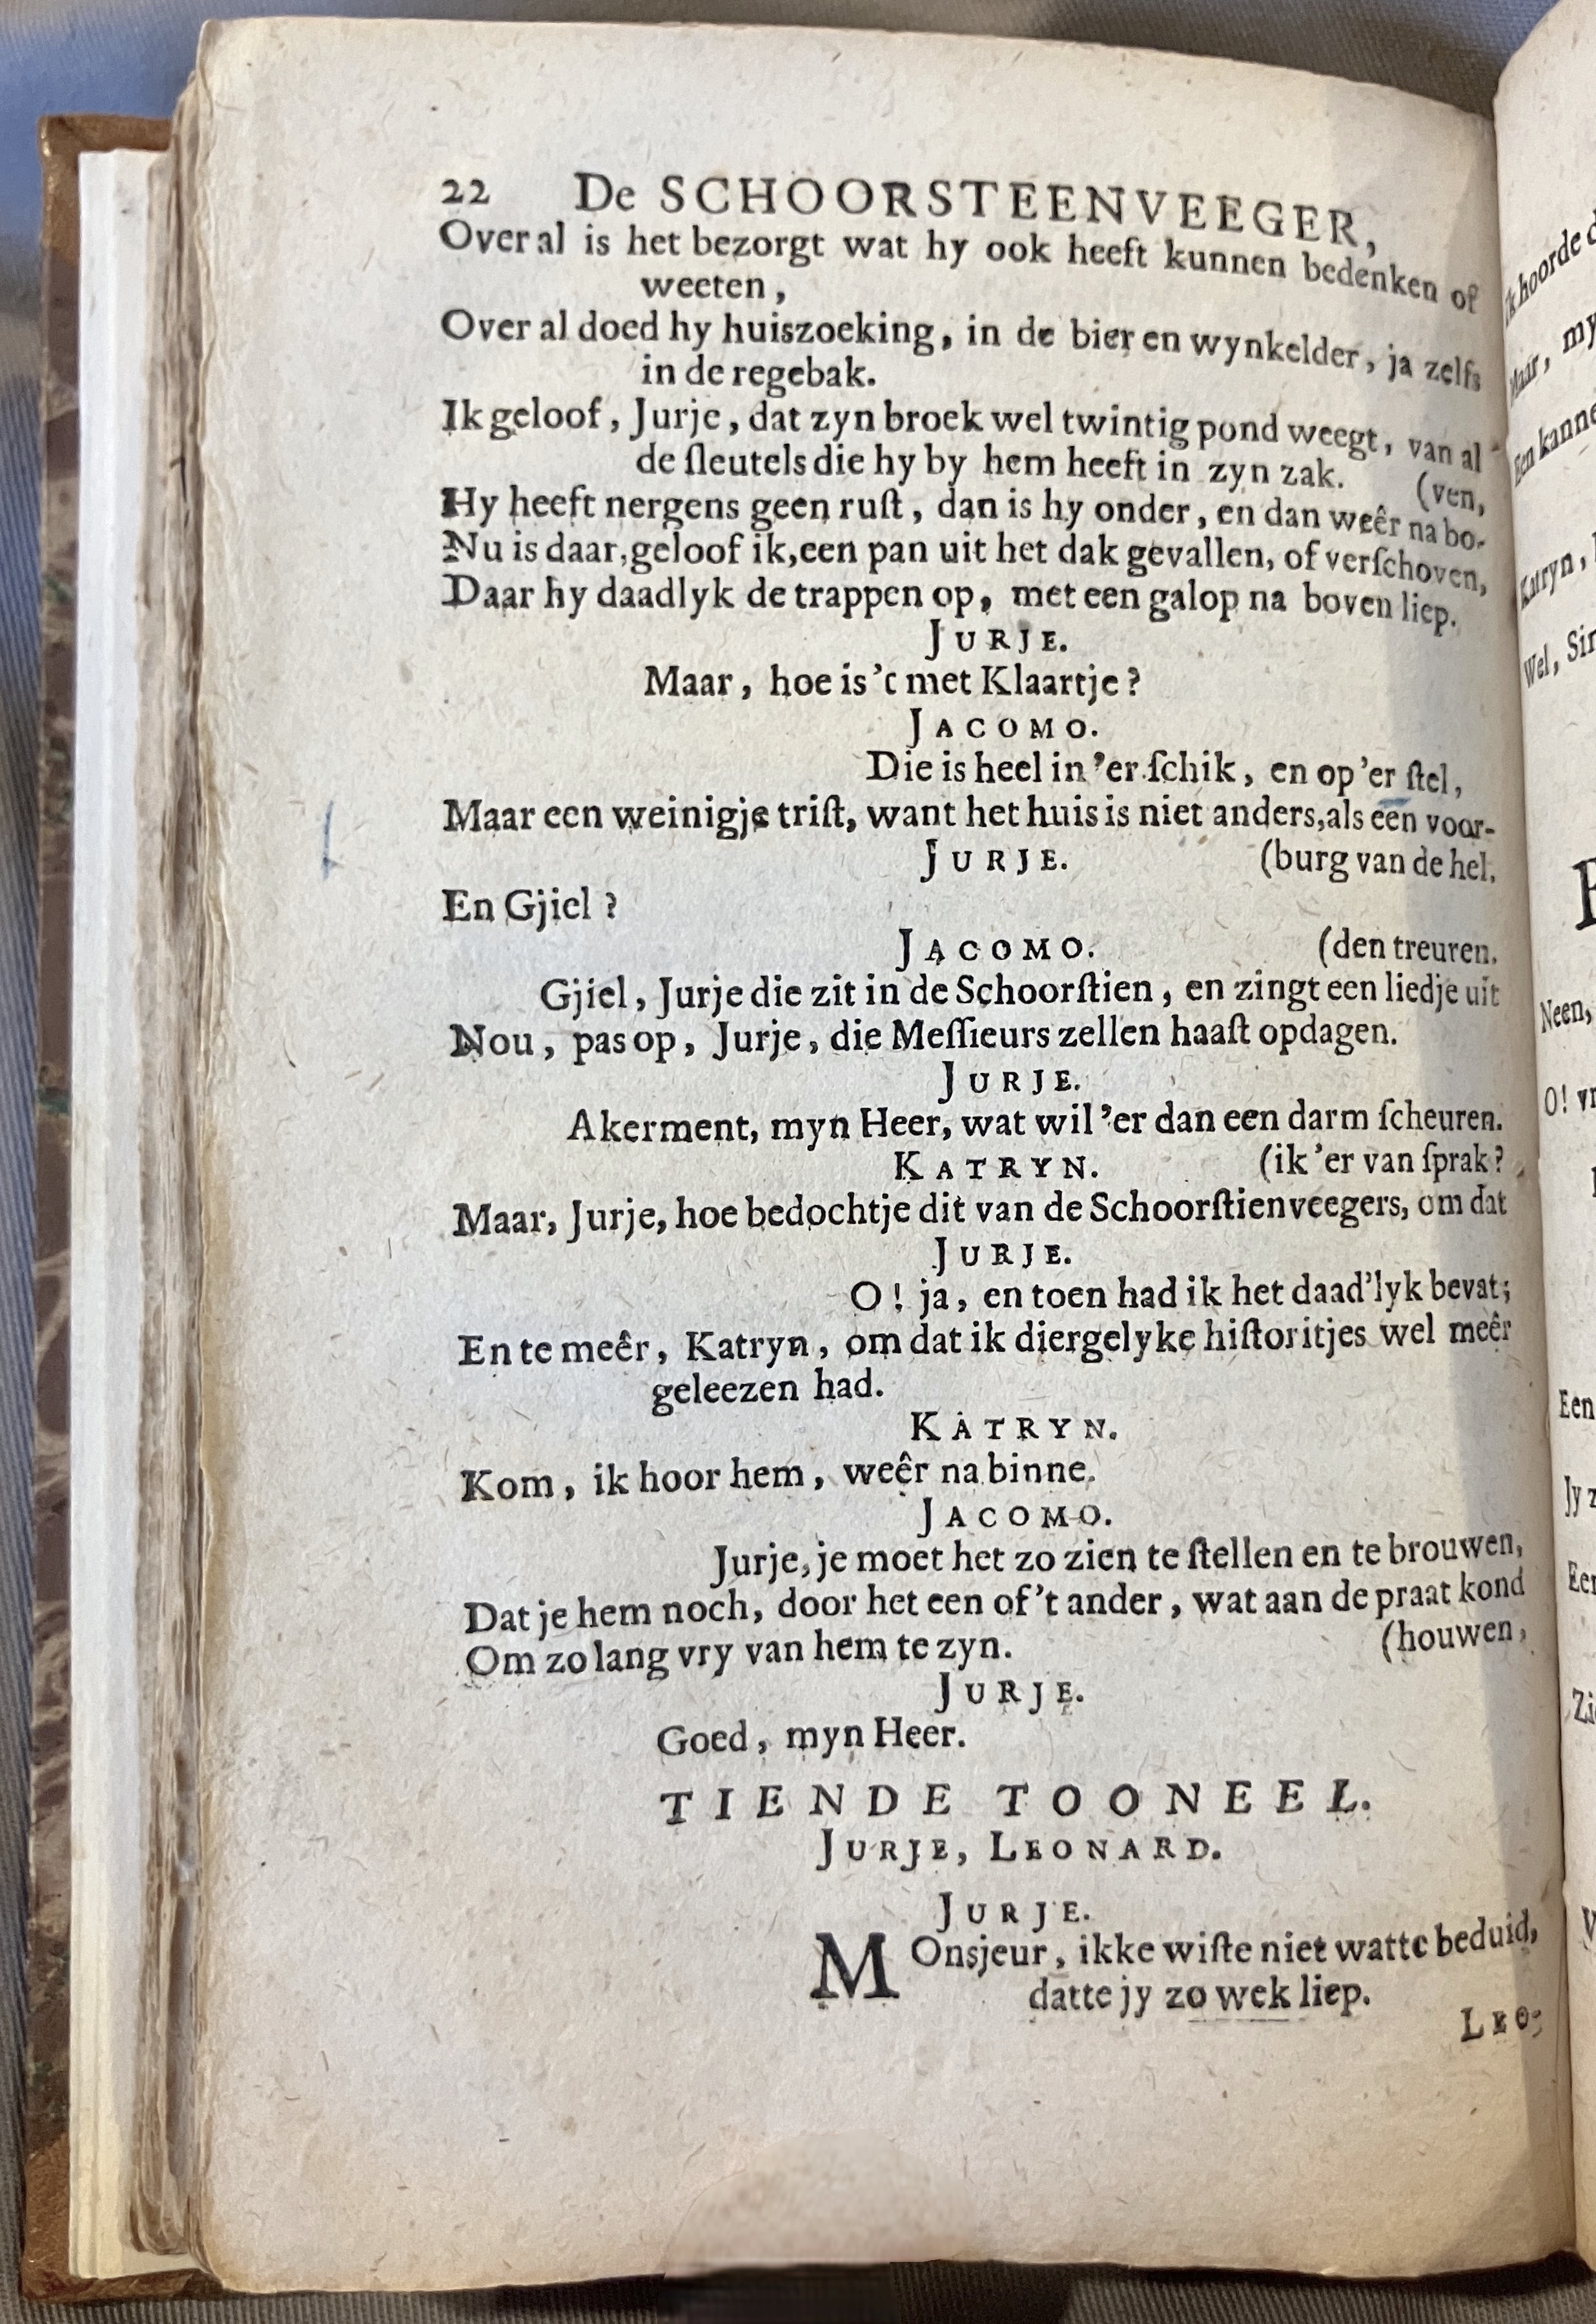 22 De SCHOORSTEENVEEGER,
Over al is het bezorgt wat hy ook heeft kunnen bedenken of
weeten,
Over al doed hy huiszoeking, in de bier en wynkelder, ja zelfs
in de regebak.
Ik geloof, Jurje, dat zyn broek wel twintig pond weegt, van al
de ſleutels die hy by hem heeft in zyn zak. (ven,
Hy heeft nergens geen ruſt, dan is hy onder, en dan weêr na bo-
Nu is daar, geloof ik, een pan uit het dak gevallen, of verſchoven,
Daar hy daadlyk de trappen op, met een galop na boven liep.
JURJE.
Maar, hoe is 't met Klaartje?
JACOMO.
Die is heel in 'er ſchik, en op 'er ſtel,
Maar een weinigje triſt, want het huis is niet anders, als een voor-
JURJE. (burg van de hel.
En Gjiel?
JACOMO. (den treuren.
Gjiel, Jurje die zit in de Schoorſtien, en zingt een liedje uit
Nou, pas op, Jurje, die Meſſieurs zellen haaſt opdagen.
JURJE.
Akerment, myn Heer, wat wil 'er dan een darm ſcheuren.
KATRYN. (ik 'er van ſprak?
Maar, Jurje, hoe bedochtje dit van de Schoorſtienveegers, om dat
JURJE.
O! ja, en toen had ik het daad'lyk bevat;
En te meêr, Katryn, om dat ik diergelyke hiſtoritjes wel meêr
geleezen had.
KATRYN.
Kom, ik hoor hem, weêr na binne.
JACOMO.
Jurje, je moet het zo zien te ſtellen en te brouwen,
Dat je hem noch, door het een of 't ander, wat aan de praat kond
Om zo lang vry van hem te zyn. (houwen,
JURJE.
Goed, myn Heer.
TIENDE TOONEEL.
JURJE, LEONARD.
JURJE.
MOnsjeur, ikke wiſte niet watte beduid,
datte jy zo wek liep.
LEO-
ik hoorde
Maar, my
Een kanne
Katryn,
Wel, Sin
Neen,
O! vr
Een
Jy z